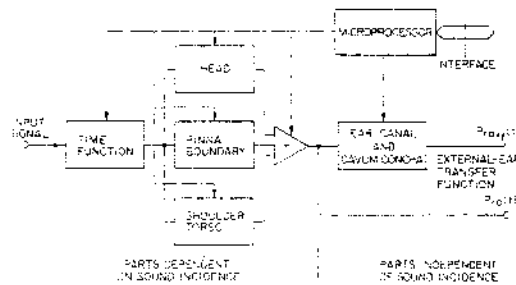 MICROPROCESSOR
HEAD
INTERFACE
INPUT
SIGNAL
TIME
FUNCTION
PINNA
BOUNDARY
+
EAR CANAL
AND
CAVUM CONCHAE
EXTERNAL-EAR
TRANSFER
FUNCTION
SHOULDER
TORSO
PARTS DEPENDENT
ON SOUND INCIDENCE
PARTS INDEPENDENT
OF SOUND INCIDENCE